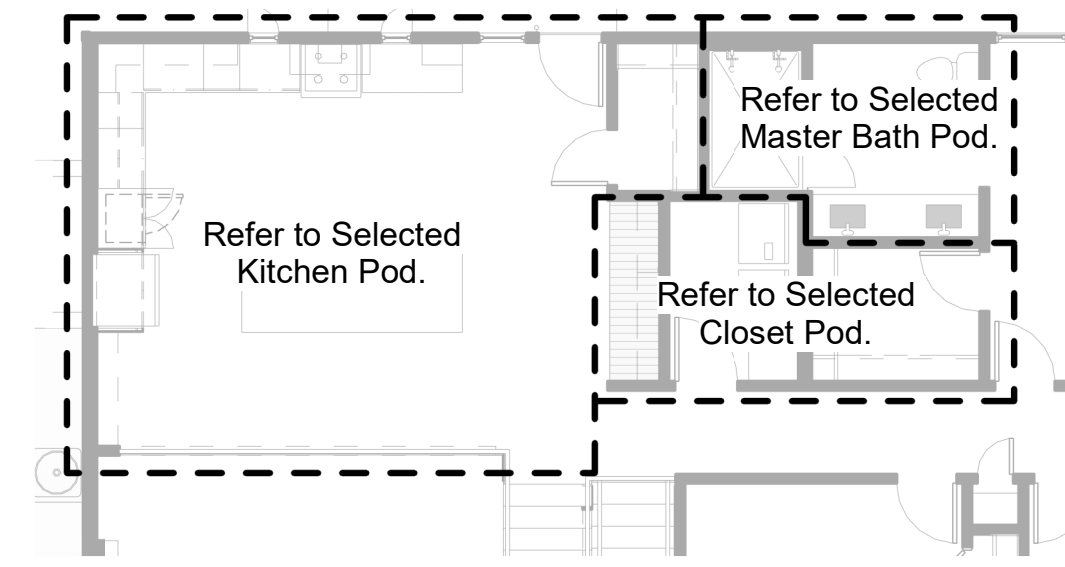 Refer to Selected
Master Bath Pod.
Refer to Selected
Kitchen Pod.
Refer to Selected
Closet Pod.